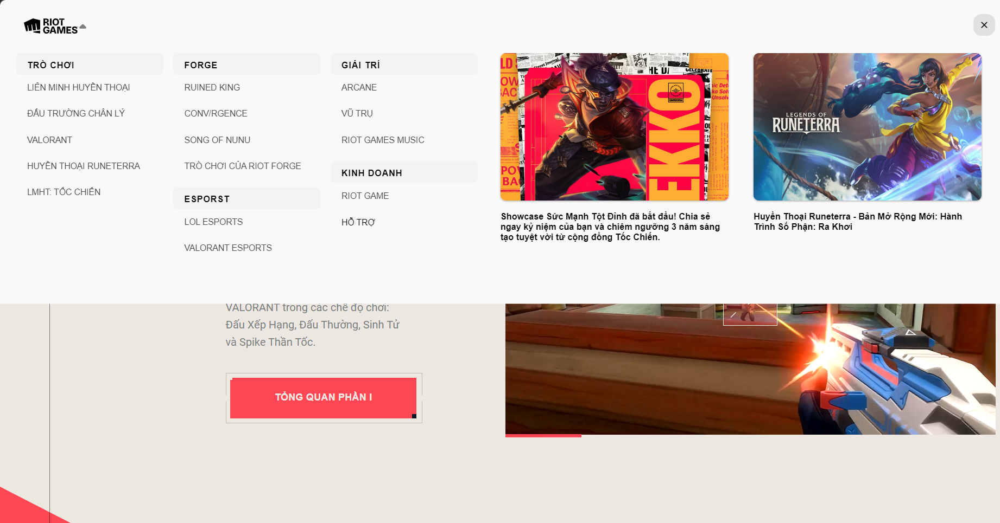 RIOT
GAMES
TRÒ CHƠI
LIÊN MINH HUYỀN THOẠI
ĐẤU TRƯỜNG CHÂN LÝ
VALORANT
HUYỀN THOẠI RUNETERRA
LMHT: TỐC CHIẾN
FORGE
RUINED KING
CONV/RGENCE
SONG OF NUNU
TRÒ CHƠI CỦA RIOT FORGE
ESPORST
LOL ESPORTS
VALORANT ESPORTS
GIẢI TRÍ
ARCANE
VŨ TRỤ
RIOT GAMES MUSIC
KINH DOANH
RIOT GAME
HỖ TRỢ
EKKO
CONFIDENTIAL
Street Journal
CELEBRATE
Showcase Sức Mạnh Tột Đỉnh đã bắt đầu! Chia sẻ
ngay kỷ niệm của bạn và chiêm ngưỡng 3 năm sáng
tạo tuyệt vời từ cộng đồng Tốc Chiến.
LEGENDS OF
RUNETERRA
Huyền Thoại Runeterra - Bản Mở Rộng Mới: Hành
Trình Số Phận: Ra Khơi
VALORANT trong các chế độ chơi:
Đấu Xếp Hạng, Đấu Thường, Sinh Tử
và Spike Thần Tốc.
TỔNG QUAN PHẦN I